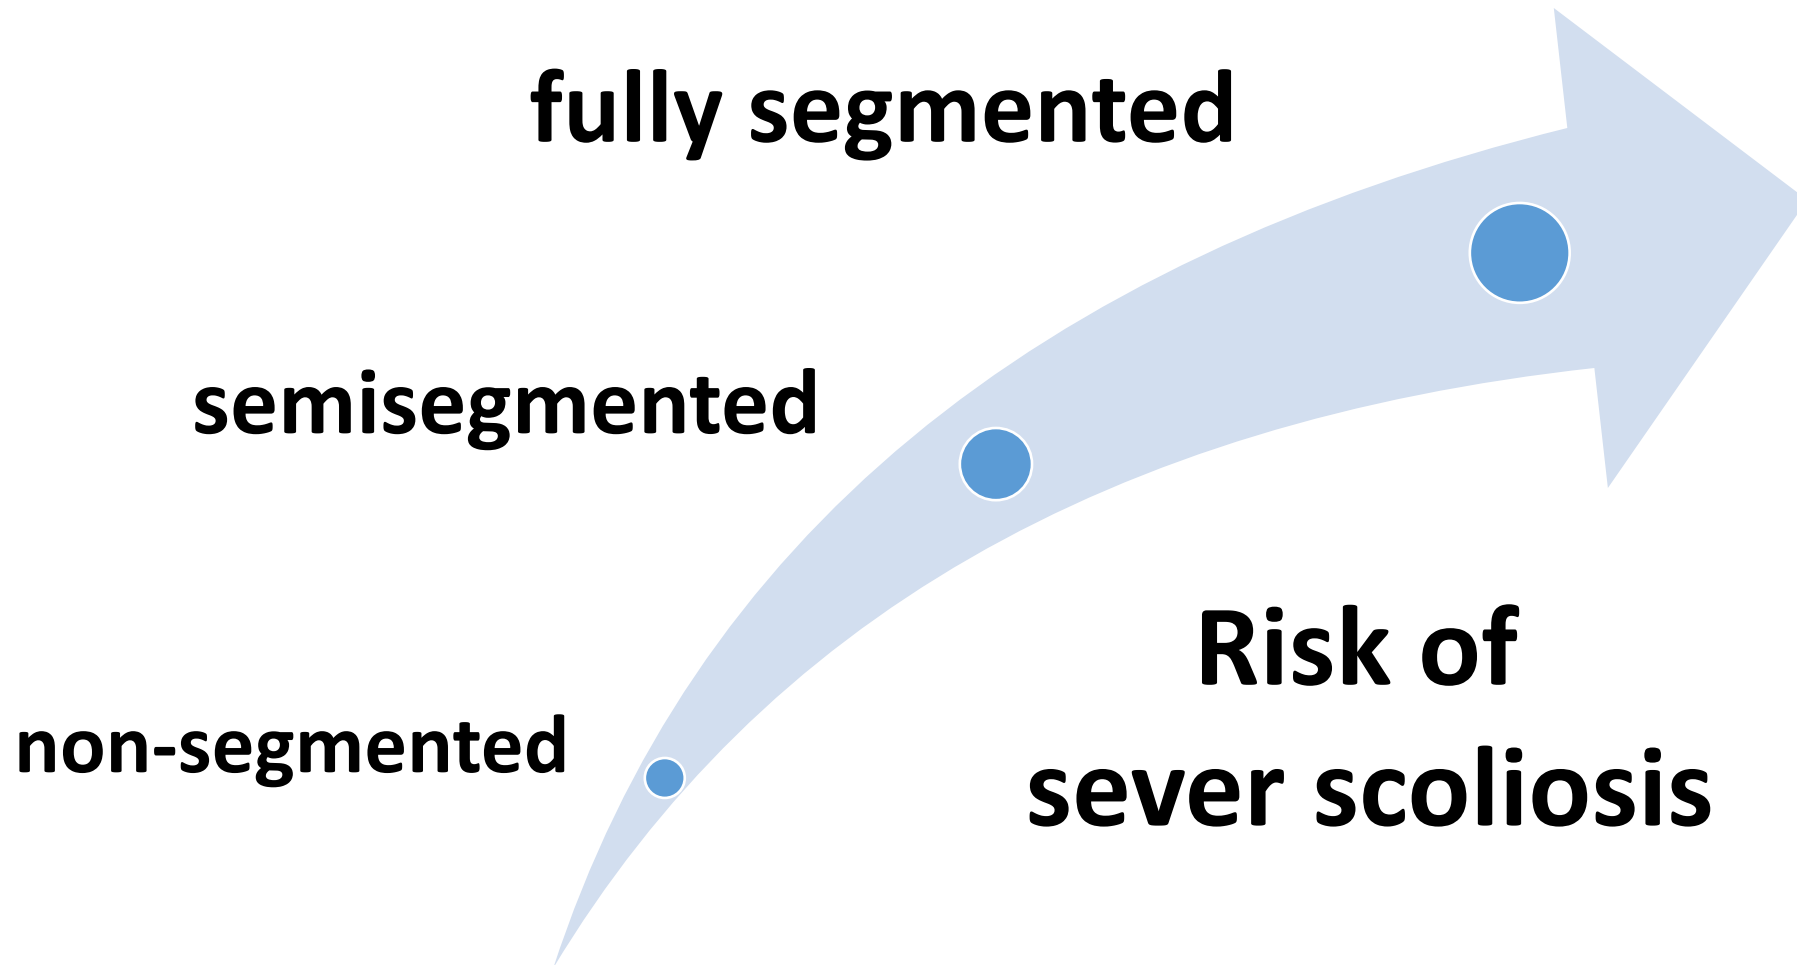 fully segmented
semisegmented
non-segmented
Risk of
sever scoliosis